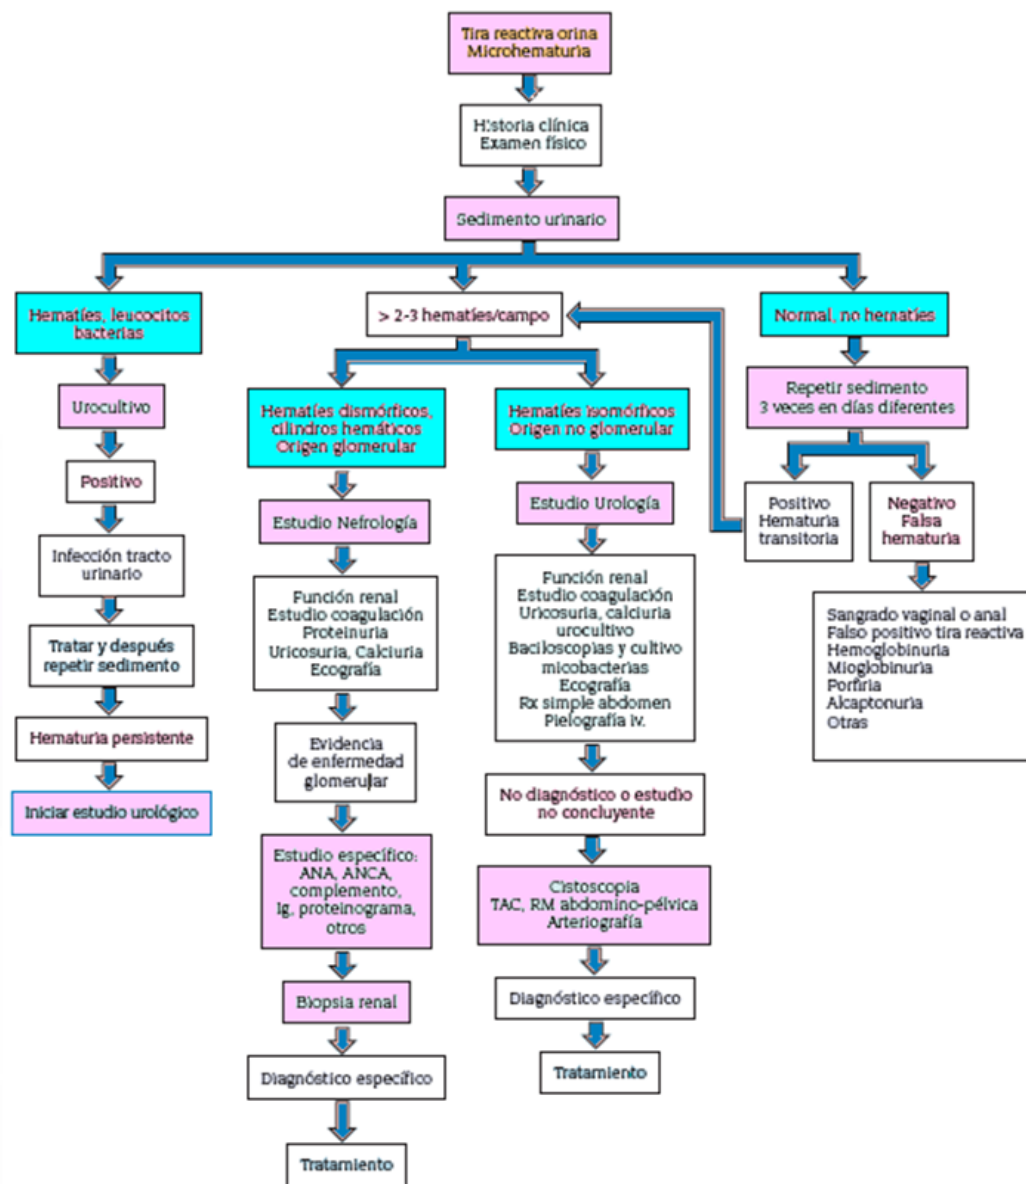 Tira reactiva orina
Microhematuria
Historia clínica
Examen físico
Sedimento urinario
Hematíes, leucocitos
bacterias
Urocultivo
Positivo
Infección tracto
urinario
Tratar y después
repetir sedimento
Hematuria persistente
Iniciar estudio urológico
> 2-3 hematíes/campo
Hematíes dismórficos,
cilindros hemáticos
Origen glomerular
Estudio Nefrología
Función renal
Estudio coagulación
Proteinuria
Uricosuria, Calciuria
Ecografía
Evidencia
de enfermedad
glomerular
Estudio específico:
ANA, ANCA,
complemento,
Ig, proteinograma,
otros
Biopsia renal
Diagnóstico específico
Tratamiento
Hematíes isomórficos
Origen no glomerular
Estudio Urología
Función renal
Estudio coagulación
Uricosuria, calciuria
urocultivo
Baciloscopias y cultivo
micobacterias
Ecografía
Rx simple abdomen
Pielografía iv.
No diagnóstico o estudio
no concluyente
Cistoscopia
TAC, RM abdomino-pélvica
Arteriografía
Diagnóstico específico
Tratamiento
Normal, no hematíes
Repetir sedimento
3 veces en días diferentes
Positivo
Hematuria
transitoria
Negativo
Falsa
hematuria
Sangrado vaginal o anal
Falso positivo tira reactiva
Hemoglobinuria
Mioglobinuria
Porfiria
Alcaptonuria
Otras